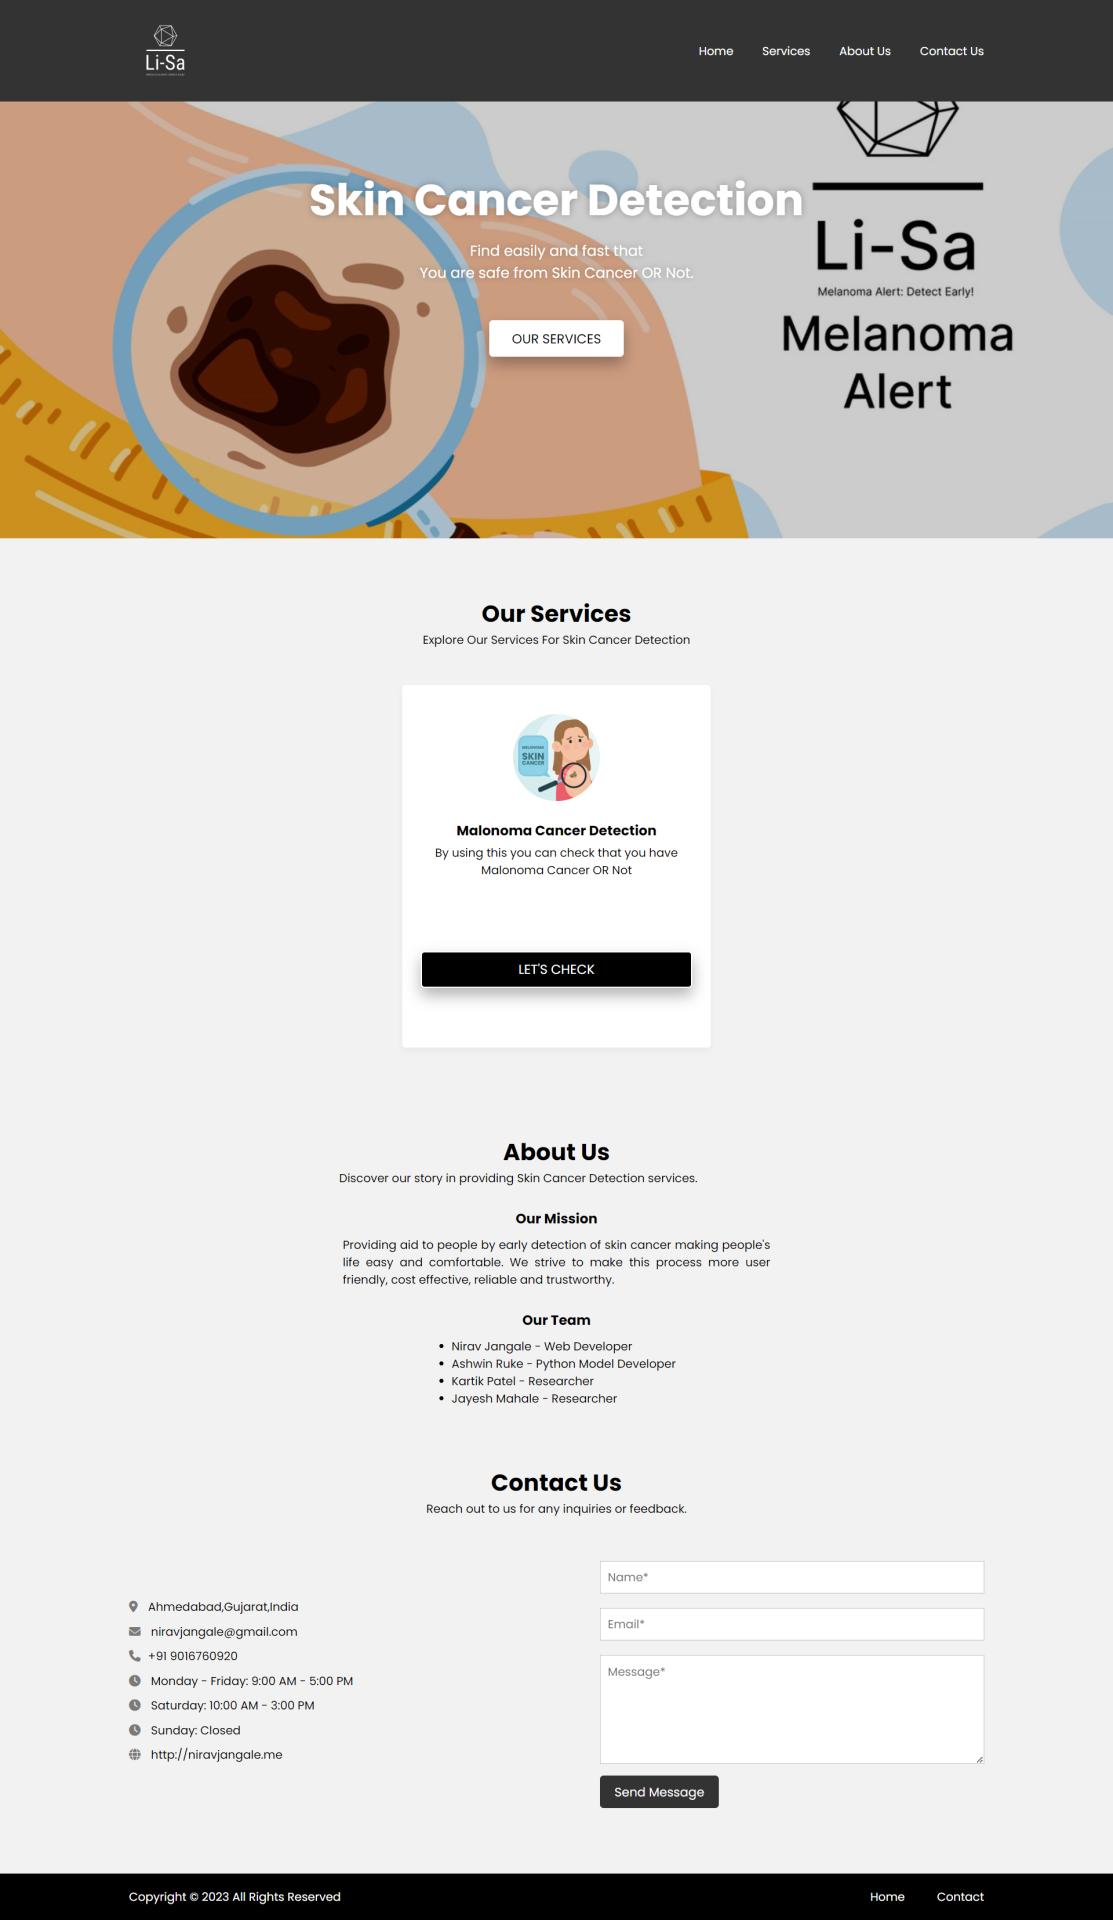 Li-Sa
Home
Services
About Us
Contact Us
Skin Cancer Detection
Find easily and fast that
You are safe from Skin Cancer OR Not.
OUR SERVICES
Li-Sa
Melanoma Alert: Detect Early!
Melanoma
Alert
Our Services
Explore Our Services For Skin Cancer Detection
MELANOMA
SKIN
CANCER
Malonoma Cancer Detection
By using this you can check that you have
Malonoma Cancer OR Not
LET'S CHECK
About Us
Discover our story in providing Skin Cancer Detection services.
Our Mission
Providing aid to people by early detection of skin cancer making people's
life easy and comfortable. We strive to make this process more user
friendly, cost effective, reliable and trustworthy.
Our Team
• Nirav Jangale - Web Developer
• Ashwin Ruke - Python Model Developer
• Kartik Patel - Researcher
• Jayesh Mahale - Researcher
Contact Us
Reach out to us for any inquiries or feedback.
Ahmedabad,Gujarat,India
niravjangale@gmail.com
+91 9016760920
Monday - Friday: 9:00 AM - 5:00 PM
Saturday: 10:00 AM - 3:00 PM
Sunday: Closed
http://niravjangale.me
Name*
Email*
Message*
Send Message
Copyright © 2023 All Rights Reserved
Home
Contact